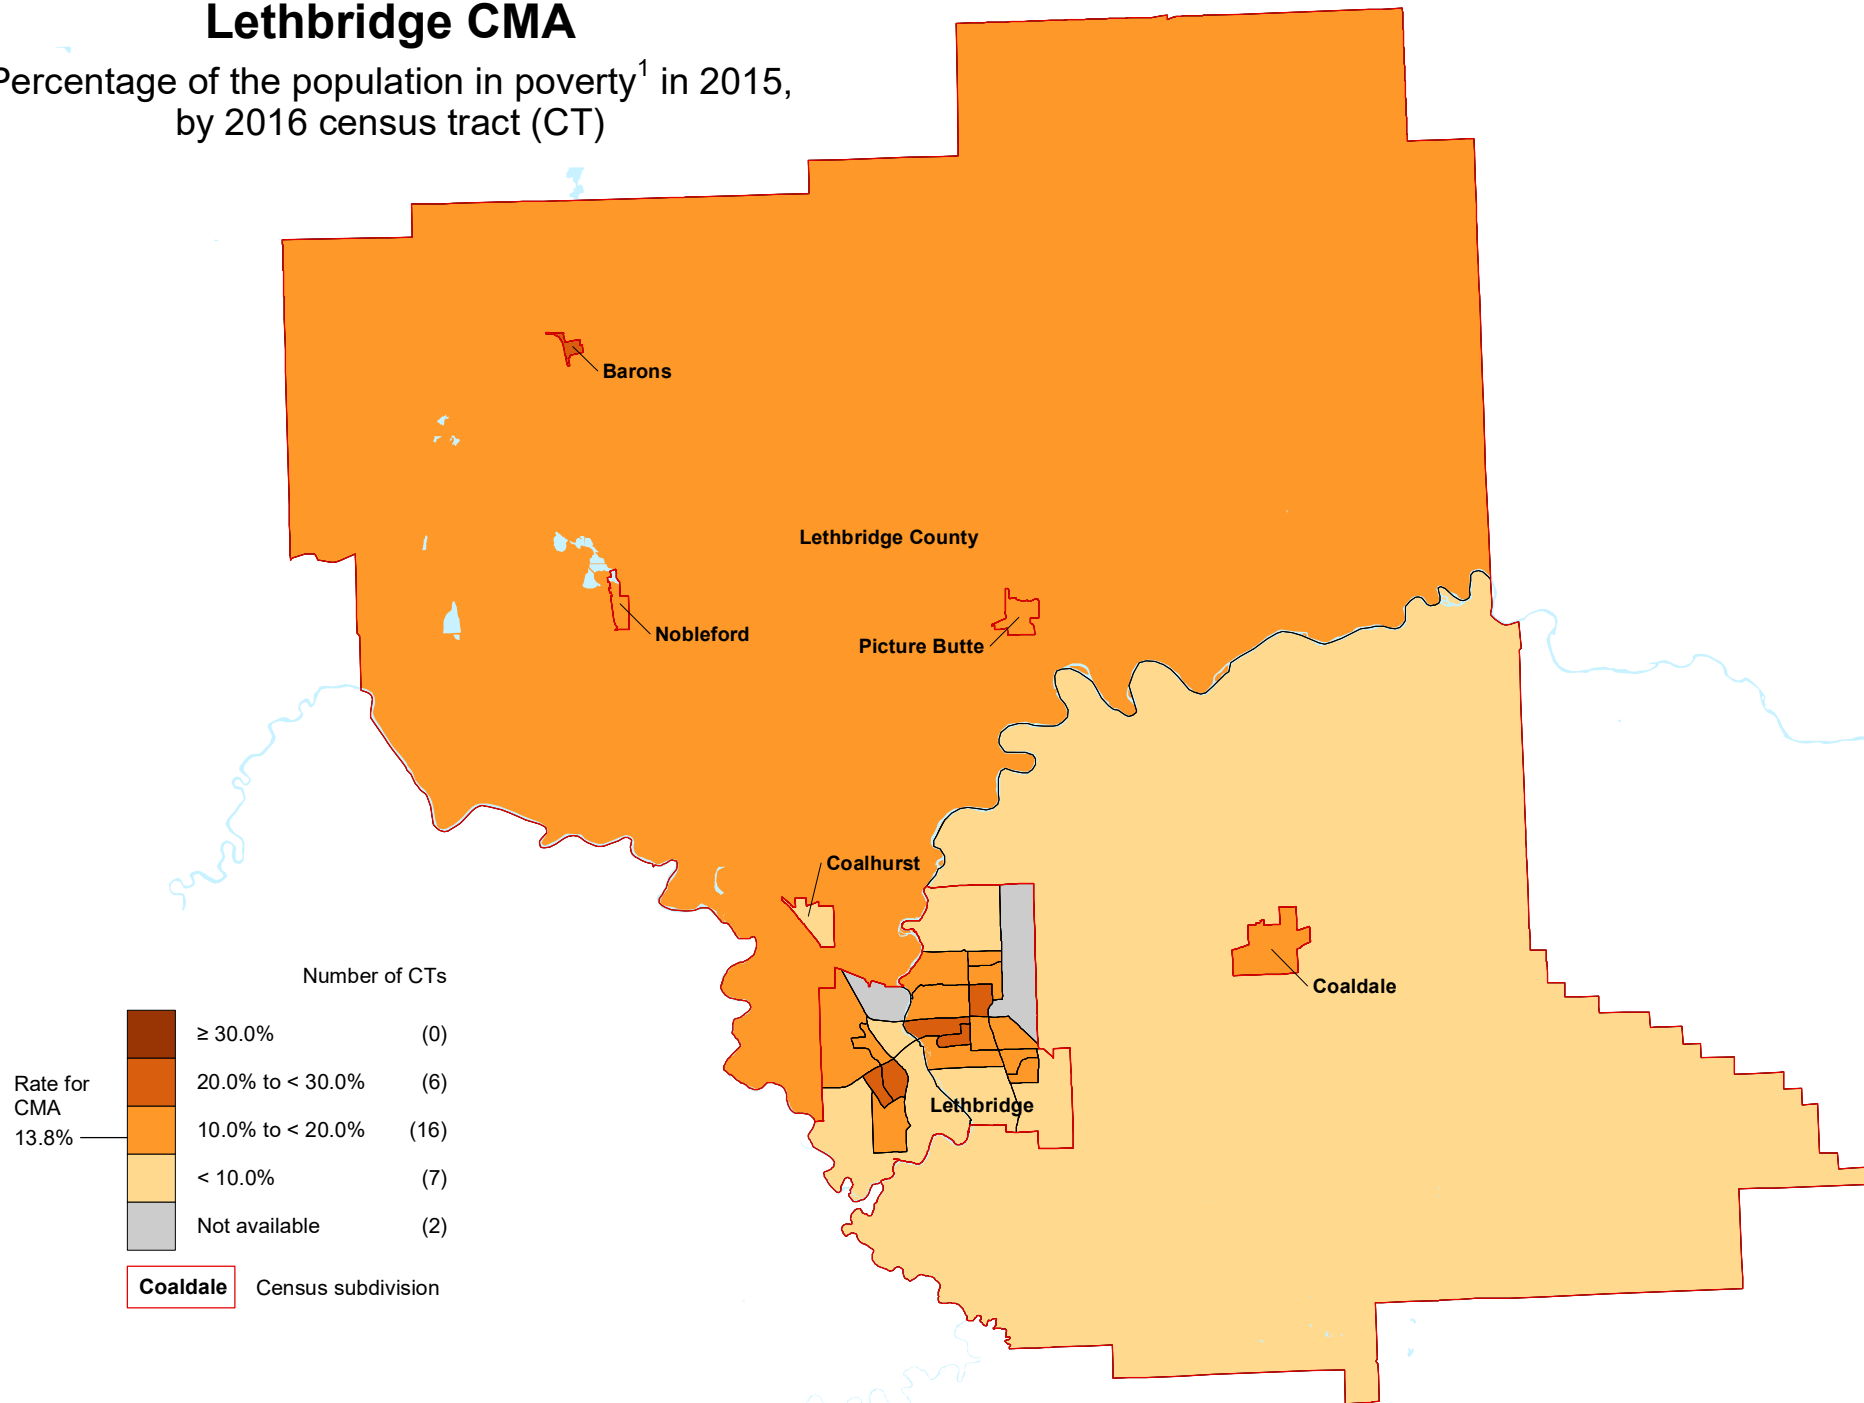 Lethbridge CMA
Percentage of the population in poverty1 in 2015,
by 2016 census tract (CT)
Barons
Lethbridge County
Nobleford
Picture Butte
Coalhurst
Coaldale
Lethbridge
Number of CTs
≥ 30.0% (0)
20.0% to < 30.0% (6)
10.0% to < 20.0% (16)
< 10.0% (7)
Not available (2)
Rate for
CMA
13.8%
Coaldale Census subdivision